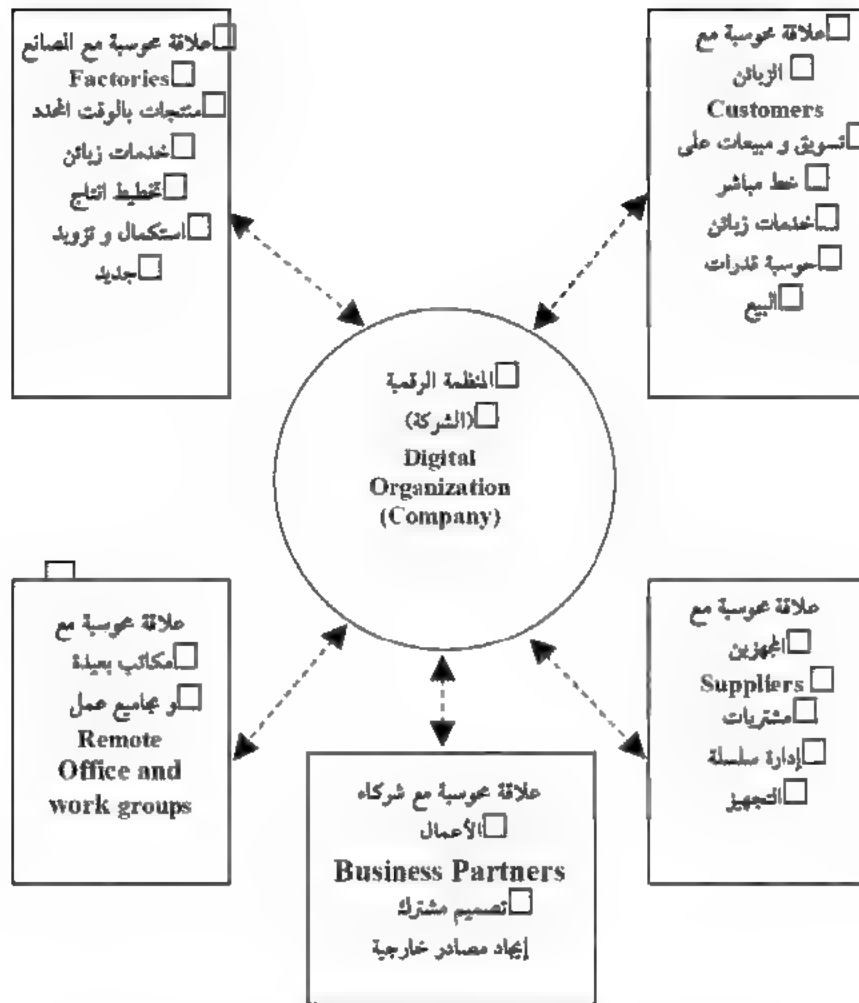 علاقة محوسبة مع المصانع
Factories
منتجات بالوقت المحدد
خدمات زبائن
تخطيط انتاج
استكمال و تزويد
جديد
علاقة محوسبة مع
الزبائن
Customers
تسويق و مبيعات على
خط مباشر
خدمات زبائن
حوسبة قدرات
البيع
المنظمة الرقمية
(الشركة)
Digital
Organization
(Company)
علاقة محوسبة مع
مكاتب بعيدة
و مجاميع عمل
Remote
Office and
work groups
علاقة محوسبة مع شركاء
الأعمال
Business Partners
تصميم مشترك
إيجاد مصادر خارجية
علاقة محوسبة مع
المجهزين
Suppliers
مشتريات
إدارة سلسلة
التجهيز